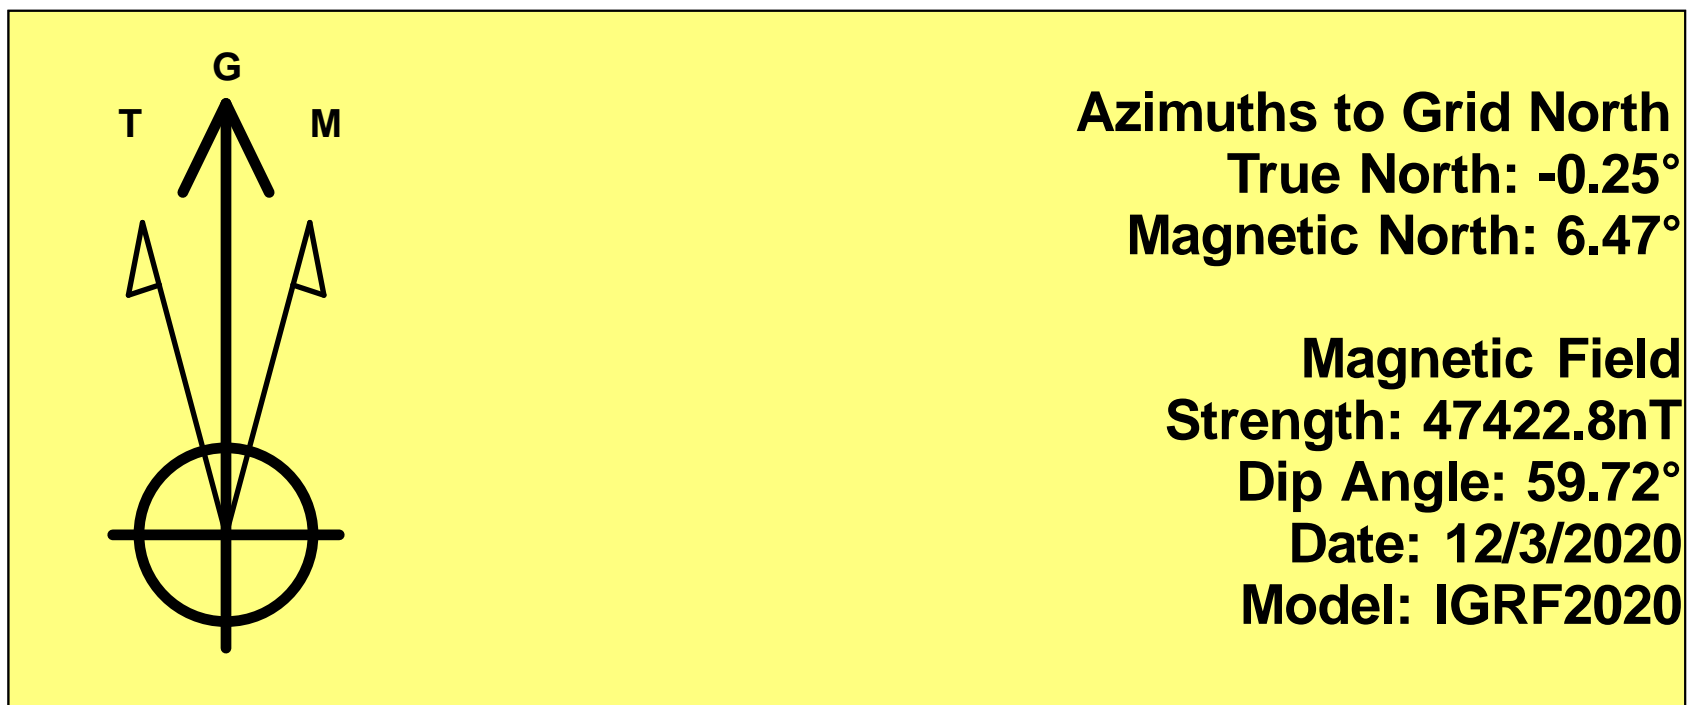 G
T
M
Azimuths to Grid North
True North: -0.25°
Magnetic North: 6.47°
Magnetic Field
Strength: 47422.8nT
Dip Angle: 59.72°
Date: 12/3/2020
Model: IGRF2020